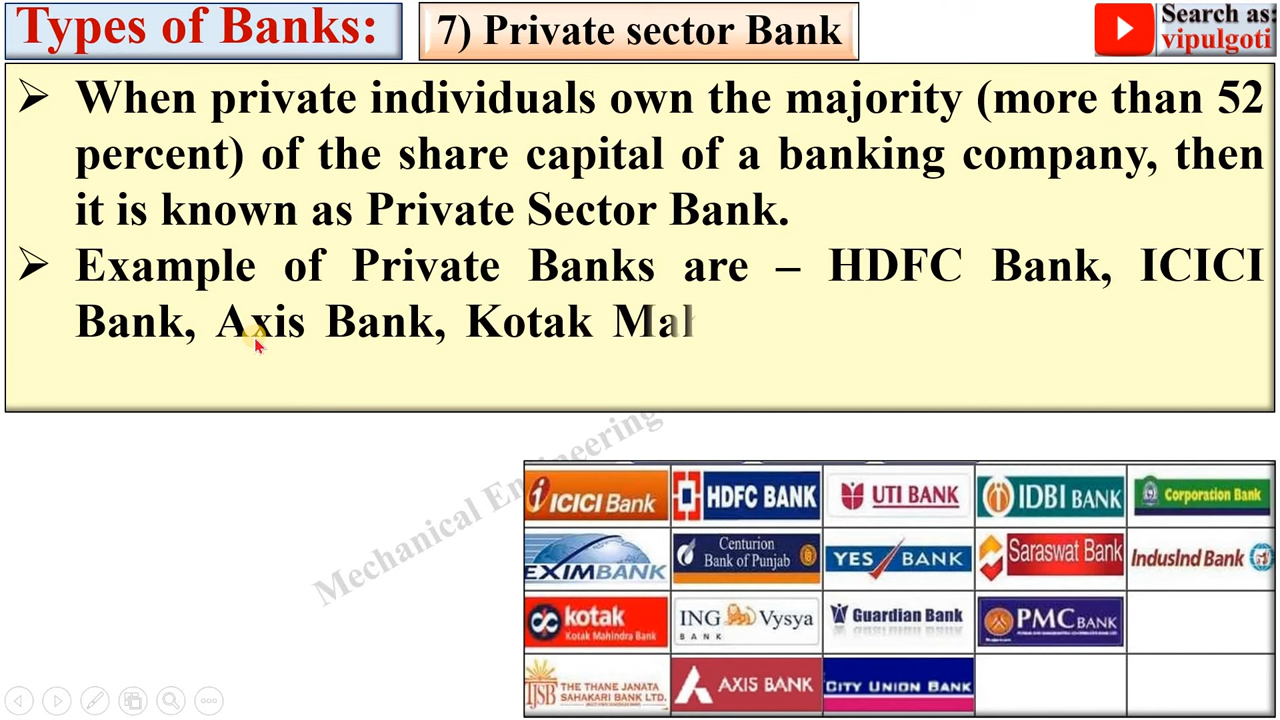 Types of Banks:
7) Private sector Bank
Search as:
vipulgoti
➢ When private individuals own the majority (more than 52
percent) of the share capital of a banking company, then
it is known as Private Sector Bank.
➢ Example of Private Banks are – HDFC Bank, ICICI
Bank, Axis Bank, Kotak Mah
Mechanical Engineering
ICICI Bank
HDFC BANK
UTI BANK
IDBI BANK
Corporation Bank
EXIMBANK
Centurion
Bank of Punjab
YES BANK
Saraswat Bank
IndusInd Bank
kotak
Kotak Mahindra Bank
ING Vysya
BANK
Guardian Bank
PMC BANK
TJSB
THE THANE JANATA
SAHAKARI BANK LTD.
AXIS BANK
CITY UNION BANK